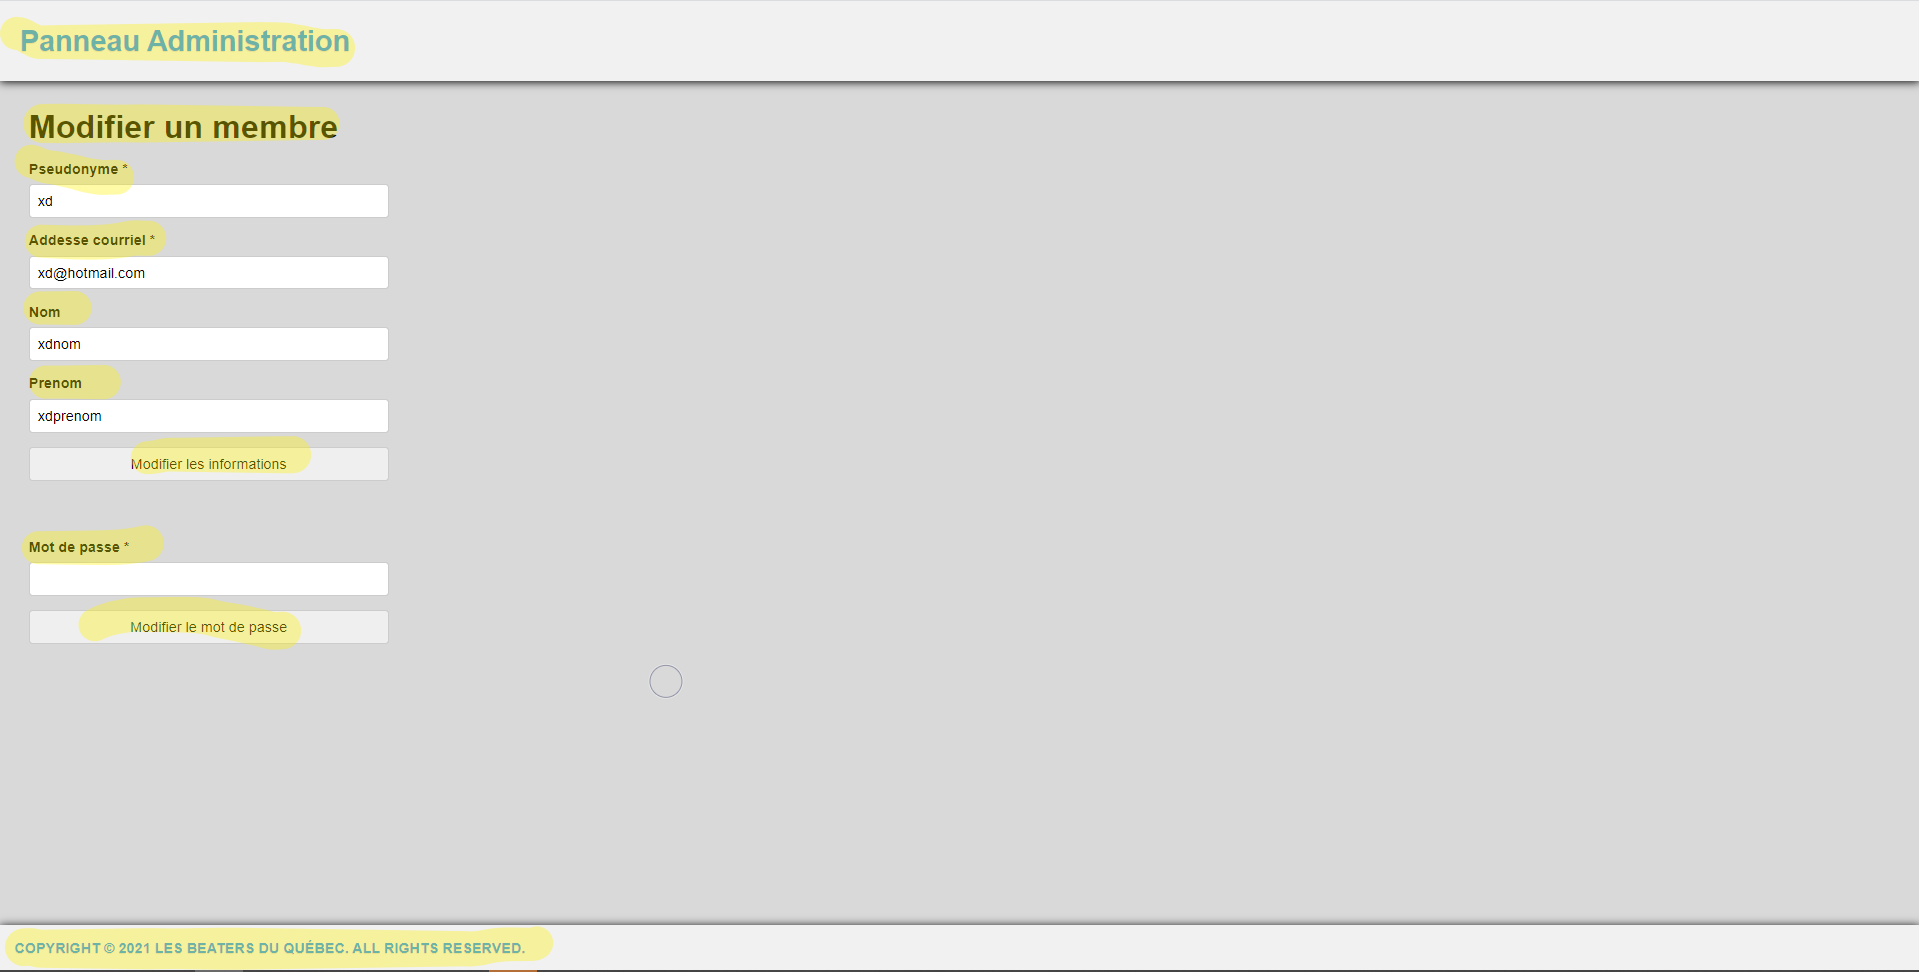 Panneau Administration
Modifier un membre
Pseudonyme *
xd
Addesse courriel *
xd@hotmail.com
Nom
xdnom
Prenom
xdprenom
Modifier les informations
Mot de passe *
Modifier le mot de passe
COPYRIGHT © 2021 LES BEATERS DU QUÉBEC. ALL RIGHTS RESERVED.